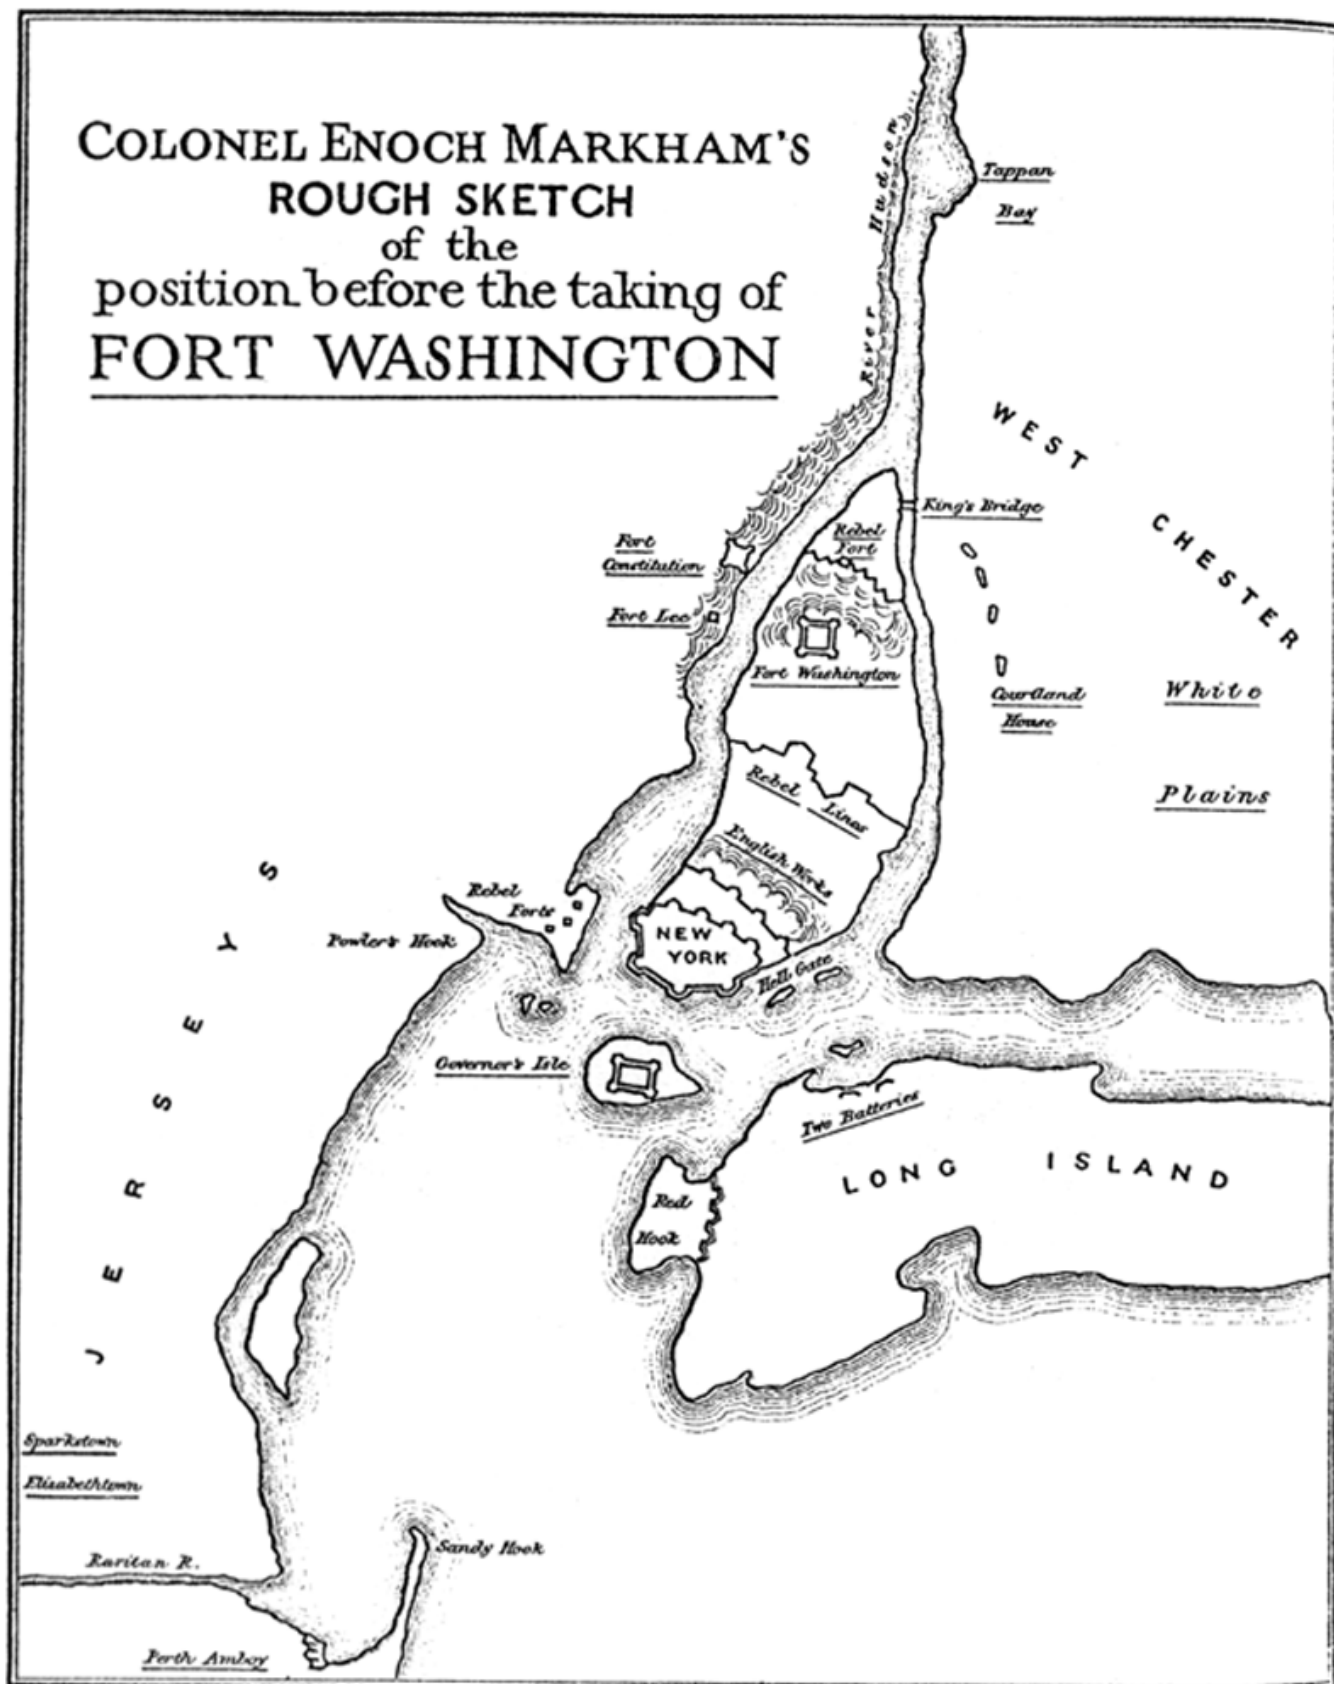 COLONEL ENOCH MARKHAM'S
ROUGH SKETCH
of the
position before the taking of
FORT WASHINGTON
River Hudson
Tappan
Bay
WEST CHESTER
King's Bridge
Rebel
Fort
Fort
Constitution
Fort Lee
Fort Washington
Courtland
House
White
Plains
Rebel Lines
English Works
Rebel
Forts
Powler's Hook
NEW
YORK
Hell Gate
JERSEYS
Governor's Isle
Two Batteries
LONG ISLAND
Red
Hook
Sparkstown
Elizabethtown
Raritan R.
Sandy Hook
Perth Amboy